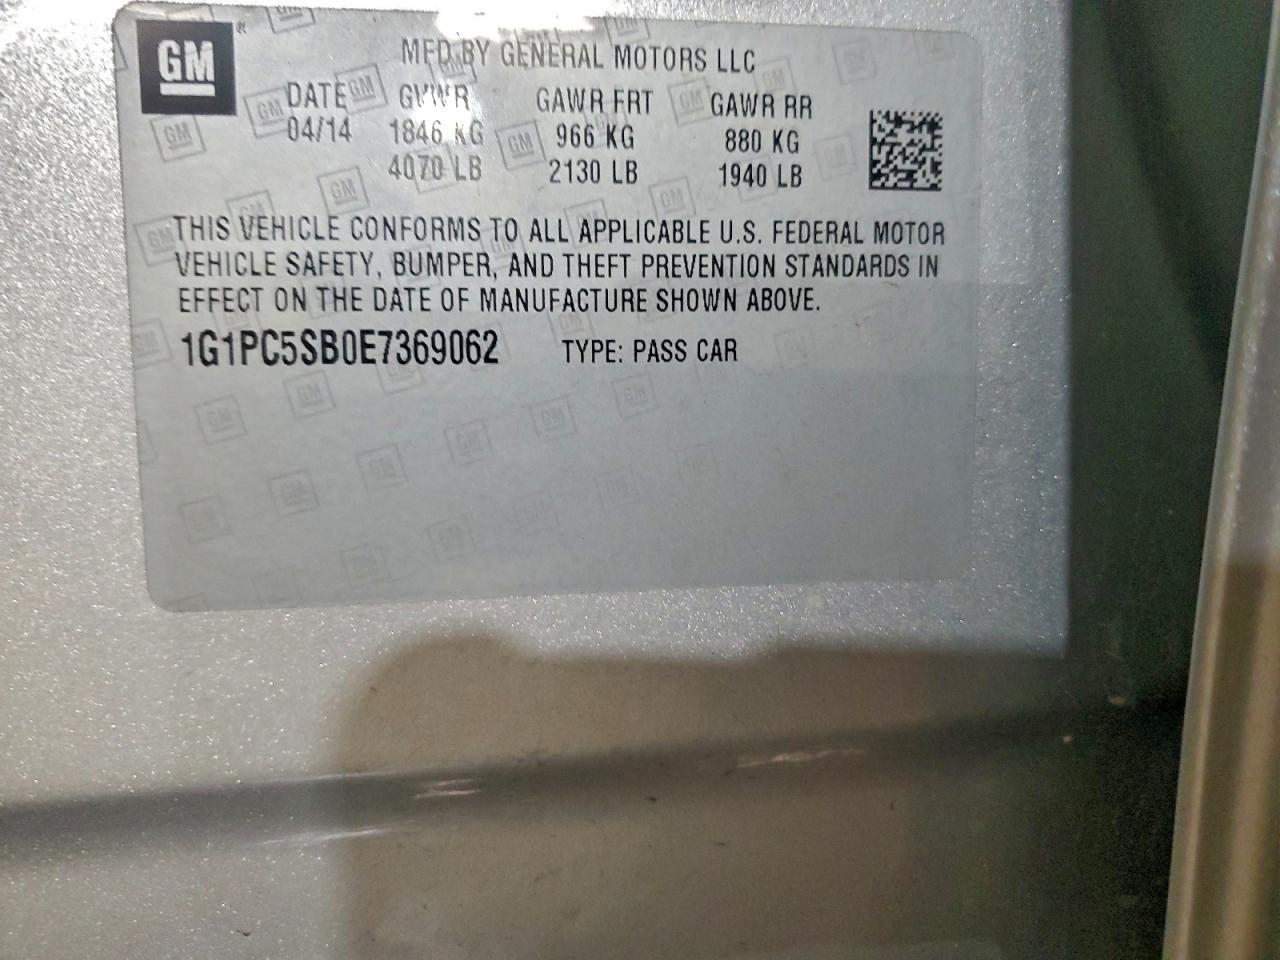 GM
MFD BY GENERAL MOTORS LLC
DATE GVWR GAWR FRT GAWR RR
04/14 1846 KG 966 KG 880 KG
4070 LB 2130 LB 1940 LB
THIS VEHICLE CONFORMS TO ALL APPLICABLE U.S. FEDERAL MOTOR
VEHICLE SAFETY, BUMPER, AND THEFT PREVENTION STANDARDS IN
EFFECT ON THE DATE OF MANUFACTURE SHOWN ABOVE.
1G1PC5SB0E7369062 TYPE: PASS CAR